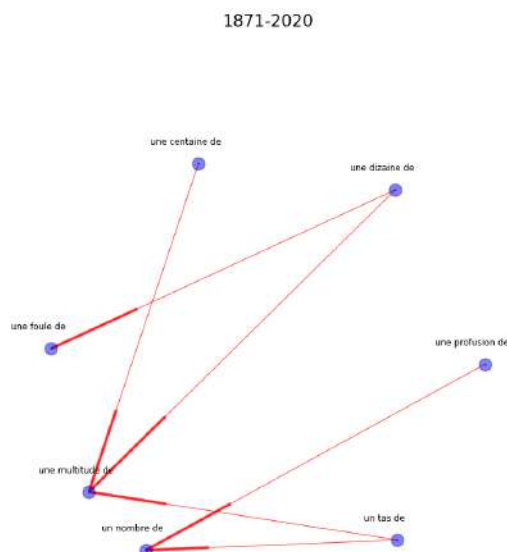 1871-2020
une centaine de
une dizaine de
une foule de
une profusion de
une multitude de
un nombre de
un tas de